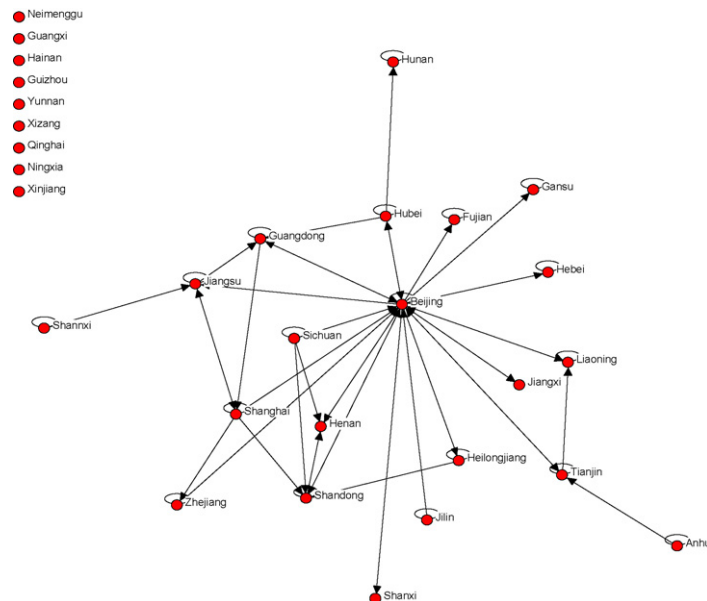 Neimenggu
Guangxi
Hainan
Guizhou
Yunnan
Xizang
Qinghai
Ningxia
Xinjiang
Hunan
Gansu
Hubei
Fujian
Guangdong
Hebei
Jiangsu
Beijing
Shannxi
Sichuan
Liaoning
Jiangxi
Shanghai
Henan
Heilongjiang
Tianjin
Shandong
Zhejiang
Jilin
Anhu
Shanxi